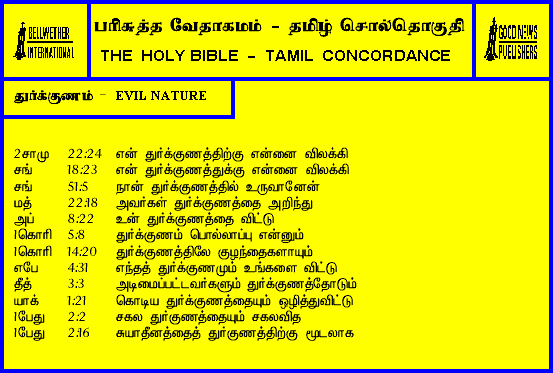 BELLWETHER
INTERNATIONAL
பரிசுத்த வேதாகமம் - தமிழ் சொல்தொகுதி
THE HOLY BIBLE - TAMIL CONCORDANCE
GOOD NEWS
PUBLISHERS
துர்க்குணம் - EVIL NATURE
2சாமு 22:24 என் துர்க்குணத்திற்கு என்னை விலக்கி
சங் 18:23 என் துர்க்குணத்துக்கு என்னை விலக்கி
சங் 51:5 நான் துர்க்குணத்தில் உருவானேன்
மத் 22:18 அவர்கள் துர்க்குணத்தை அறிந்து
அப் 8:22 உன் துர்க்குணத்தை விட்டு
1கொரி 5:8 துர்க்குணம் பொல்லாப்பு என்னும்
1கொரி 14:20 துர்க்குணத்திலே குழந்தைகளாயும்
எபே 4:31 எந்தத் துர்க்குணமும் உங்களை விட்டு
தீத் 3:3 அடிமைப்பட்டவர்களும் துர்க்குணத்தோடும்
யாக் 1:21 கொடிய துர்க்குணத்தையும் ஒழித்துவிட்டு
1பேது 2:2 சகல துர்குணத்தையும் சகலவித
1பேது 2:16 சுயாதீனத்தைத் துர்குணத்திற்கு மூடலாக